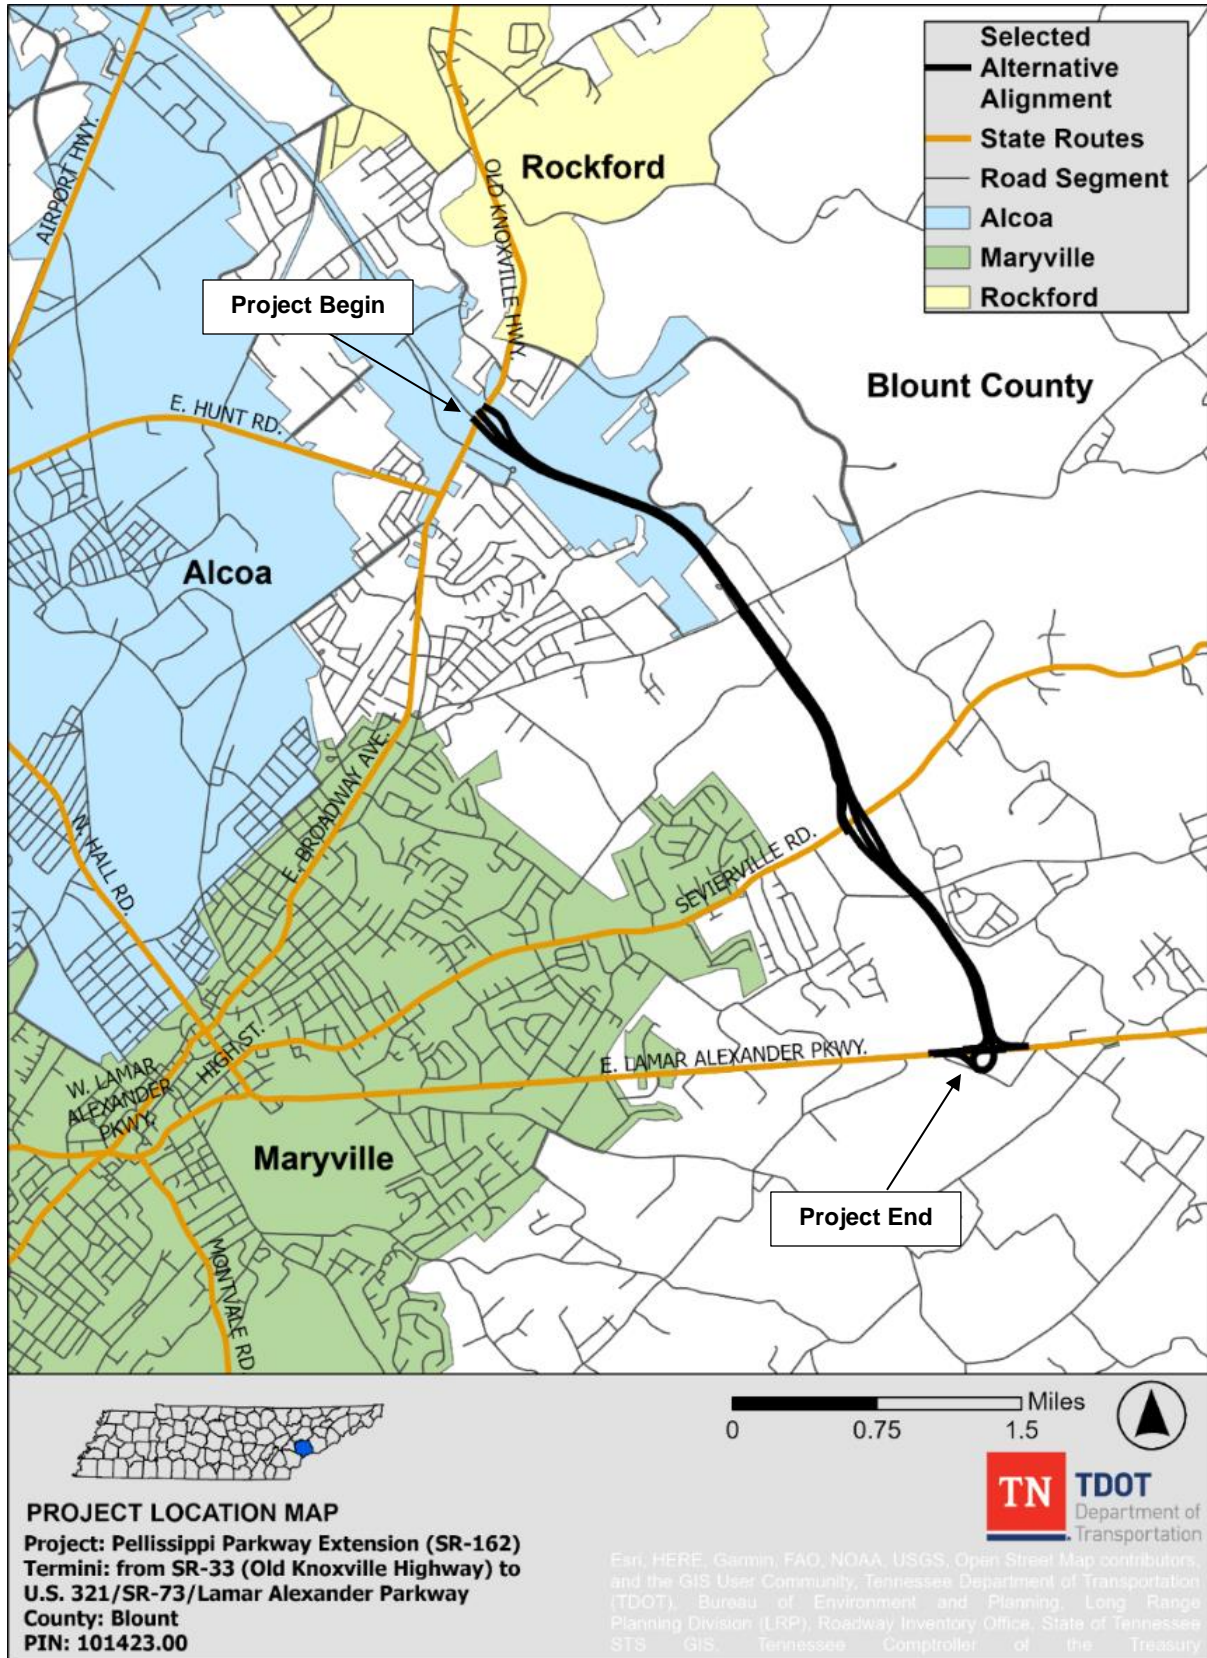 Selected
Alternative
Alignment
State Routes
Road Segment
Alcoa
Maryville
Rockford
AIRPORT HWY.
Rockford
OLD KNOXVILLE HWY.
Project Begin
Blount County
E. HUNT RD.
Alcoa
N. HALL RD.
E. BROADWAY AVE.
SEVIERVILLE RD.
HIGH ST.
W. LAMAR
ALEXANDER
PKWY.
E. LAMAR ALEXANDER PKWY.
Maryville
Project End
MONTVALE RD.
Miles
0 0.75 1.5
TN
TDOT
Department of
Transportation
PROJECT LOCATION MAP
Project: Pellissippi Parkway Extension (SR-162)
Termini: from SR-33 (Old Knoxville Highway) to
U.S. 321/SR-73/Lamar Alexander Parkway
County: Blount
PIN: 101423.00
Esri, HERE, Garmin, FAO, NOAA, USGS, Open Street Map contributors,
and the GIS User Community, Tennessee Department of Transportation
(TDOT), Bureau of Environment and Planning, Long Range
Planning Division (LRP), Roadway Inventory Office, State of Tennessee
STS GIS, Tennessee Comptroller of the Treasury